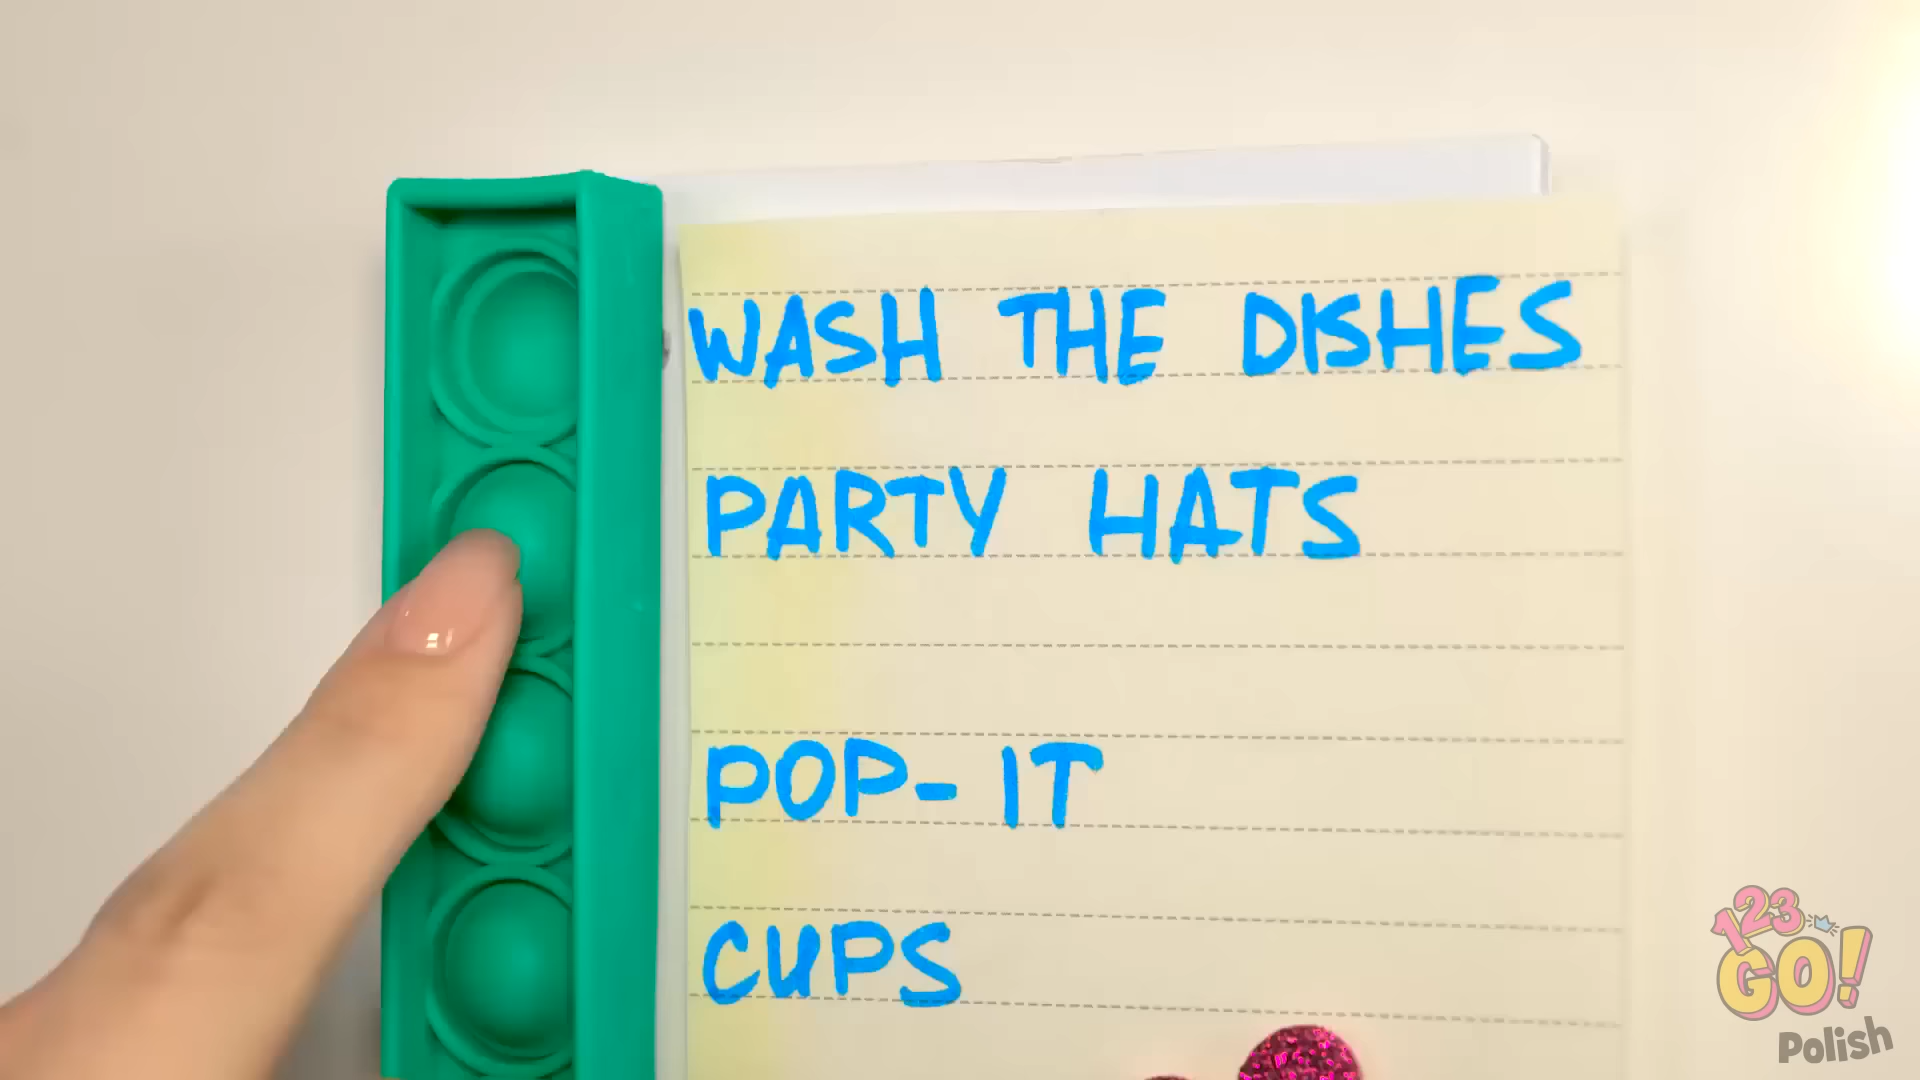 WASH THE DISHES
PARTY HATS
POP-IT
CUPS
123
GO!
Polish